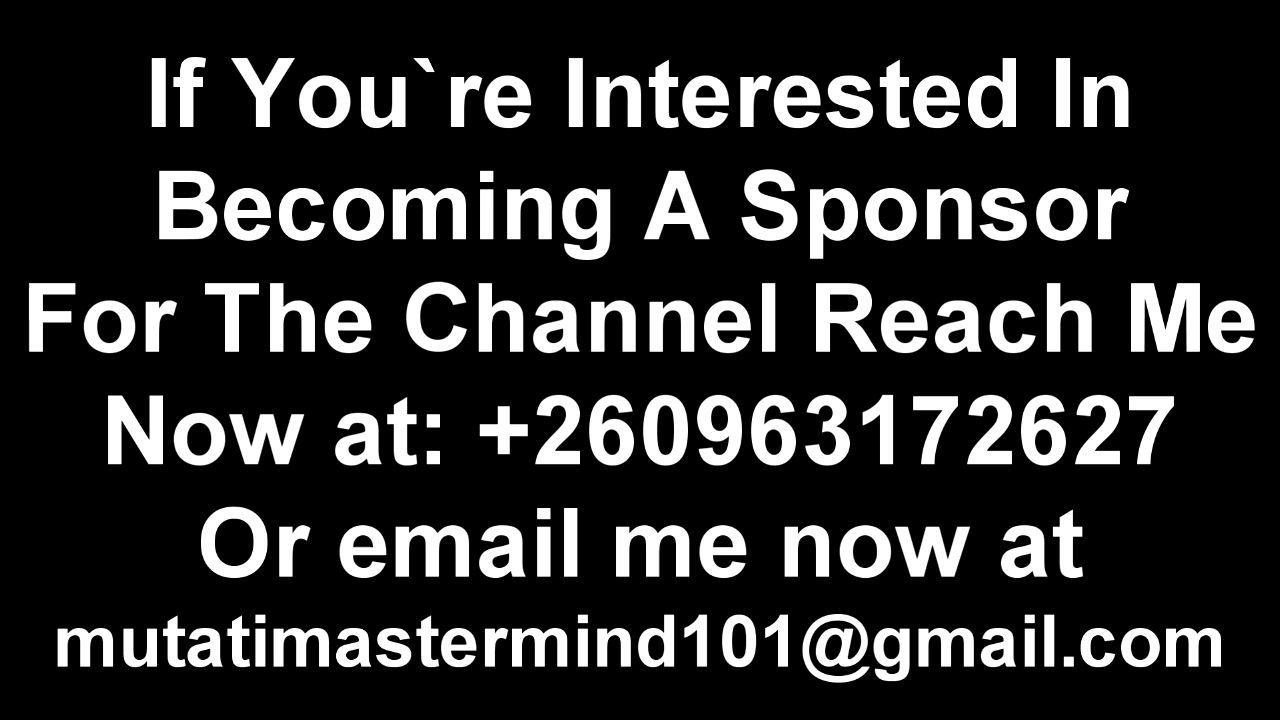 If You`re Interested In
Becoming A Sponsor
For The Channel Reach Me
Now at: +260963172627
Or email me now at
mutatimastermind101@gmail.com